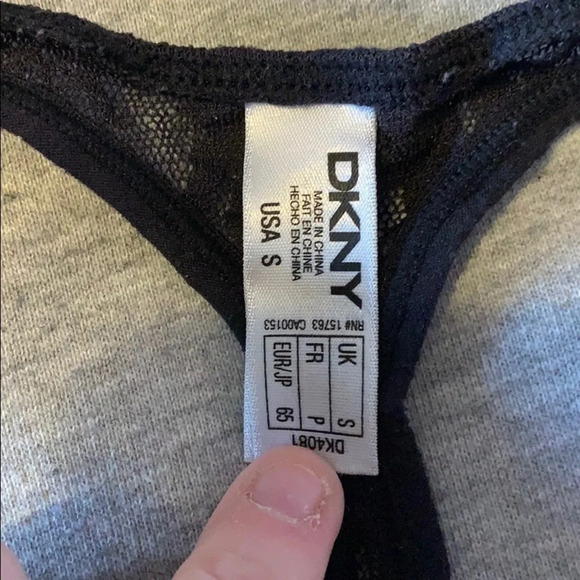 DKNY
MADE IN CHINA
FAIT EN CHINE
HECHO EN CHINA
USA S
RN# 15763 CA00153
UK S
FR P
EUR/JP 65
DK4081